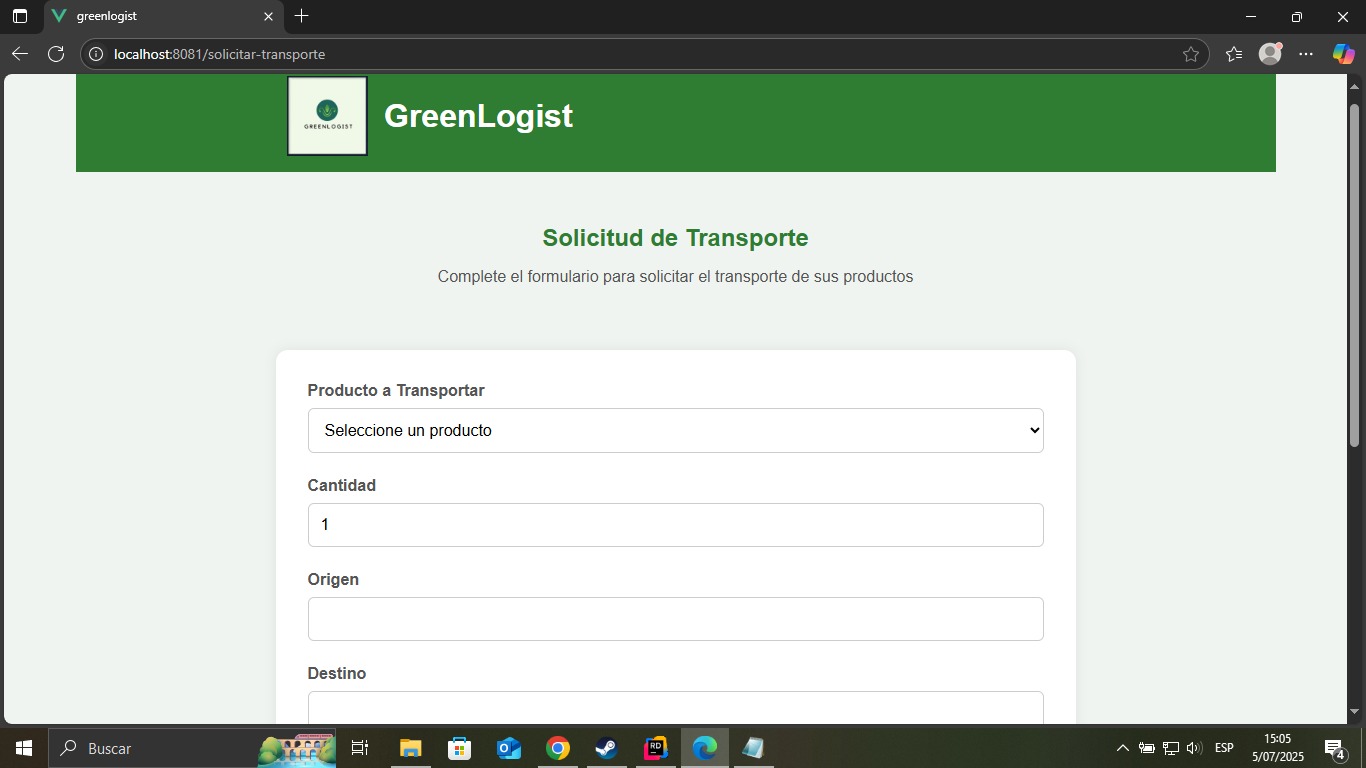 greenlogist
localhost:8081/solicitar-transporte
GREENLOGIST
GreenLogist
Solicitud de Transporte
Complete el formulario para solicitar el transporte de sus productos
Producto a Transportar
Seleccione un producto
Cantidad
1
Origen
Destino
Buscar
RD
ESP
15:05
5/07/2025
4